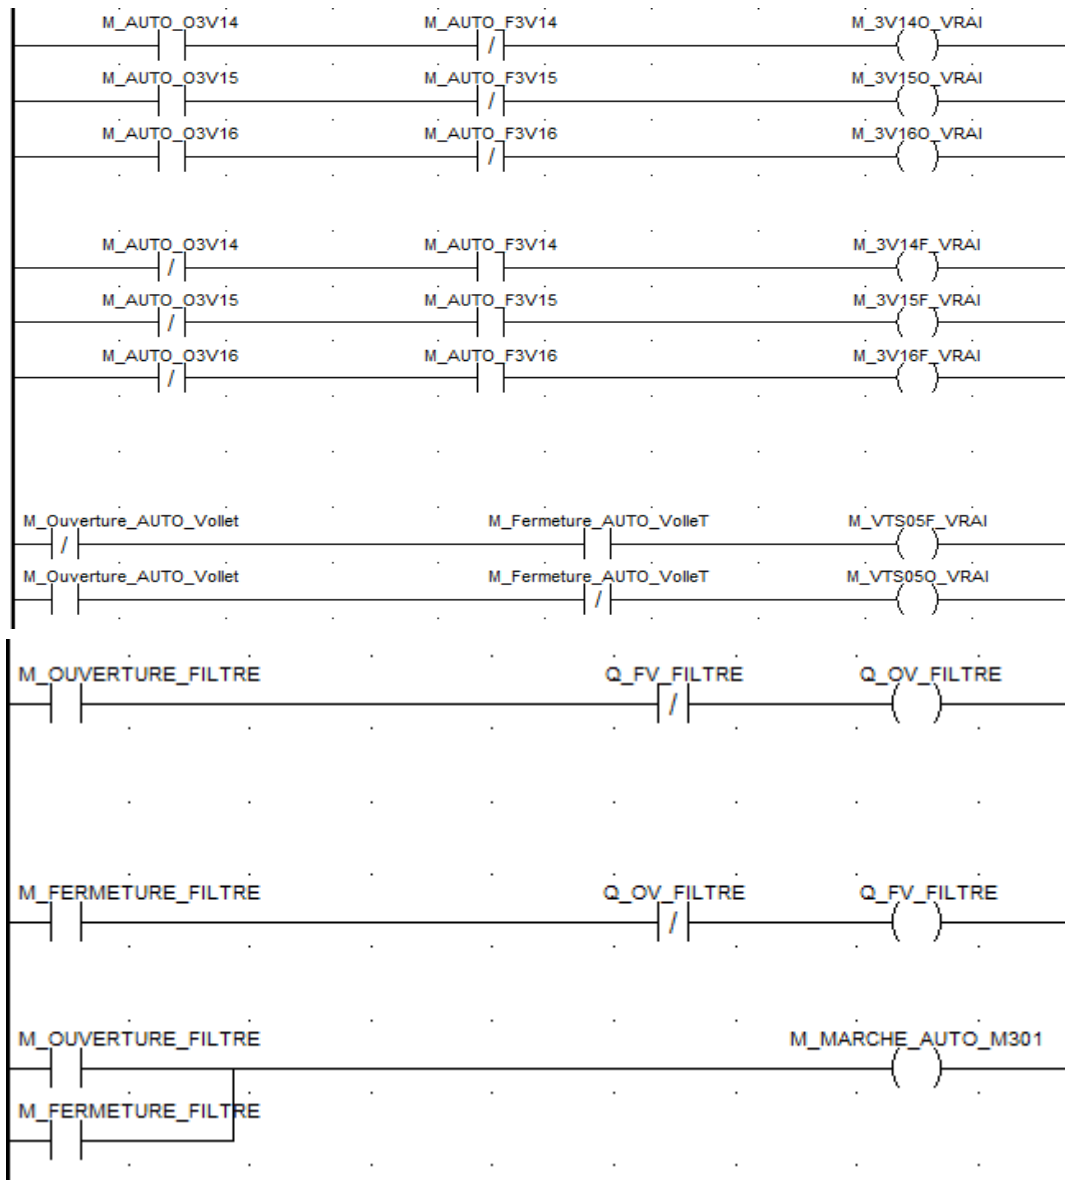 M_AUTO_O3V14 M_AUTO_F3V14 M_3V14O_VRAI
M_AUTO_O3V15 M_AUTO_F3V15 M_3V15O_VRAI
M_AUTO_O3V16 M_AUTO_F3V16 M_3V16O_VRAI
M_AUTO_O3V14 M_AUTO_F3V14 M_3V14F_VRAI
M_AUTO_O3V15 M_AUTO_F3V15 M_3V15F_VRAI
M_AUTO_O3V16 M_AUTO_F3V16 M_3V16F_VRAI
M_Ouverture_AUTO_Vollet M_Fermeture_AUTO_VolleT M_VTS05F_VRAI
M_Ouverture_AUTO_Vollet M_Fermeture_AUTO_VolleT M_VTS05O_VRAI
M_OUVERTURE_FILTRE Q_FV_FILTRE Q_OV_FILTRE
M_FERMETURE_FILTRE Q_OV_FILTRE Q_FV_FILTRE
M_OUVERTURE_FILTRE M_MARCHE_AUTO_M301
M_FERMETURE_FILTRE